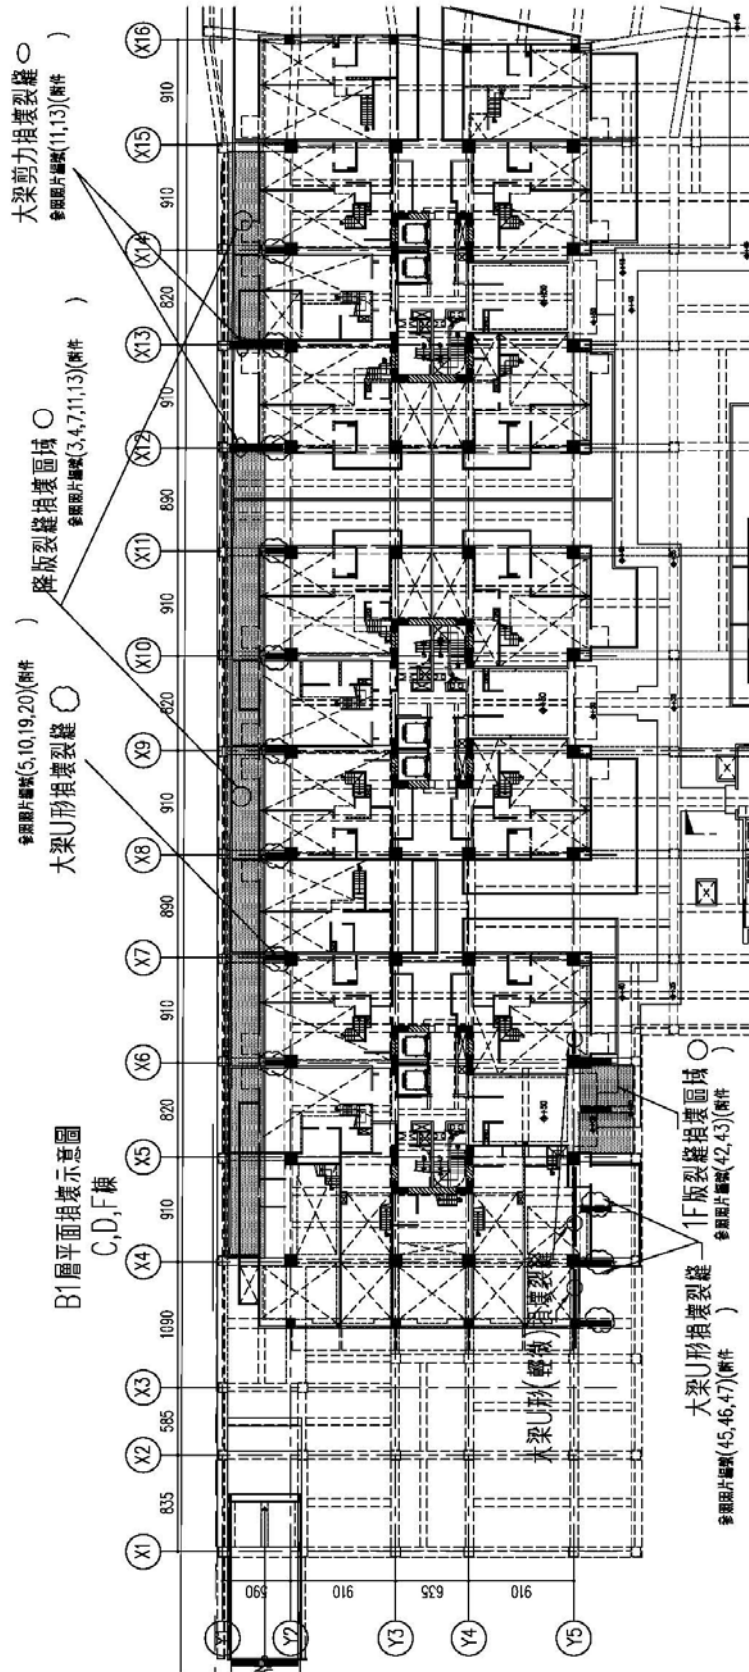 B1層平面損壞示意圖
C,D,F棟
參照照片編號(5,10,19,20)(附件 )
大梁U形損壞裂縫
降版裂縫損壞區域
參照照片編號(3,4,7,11,13)(附件 )
大梁剪力損壞裂縫
參照照片編號(11,13)(附件 )
X1
X2
X3
X4
X5
X6
X7
X8
X9
X10
X11
X12
X13
X14
X15
X16
835
585
1090
910
820
910
890
910
820
910
890
910
820
910
910
Y1
Y2
Y3
Y4
Y5
590
910
635
910
大梁U形(輕微)損壞裂縫
大梁U形損壞裂縫
參照照片編號(45,46,47)(附件 )
1F版裂縫損壞區域
參照照片編號(42,43)(附件 )